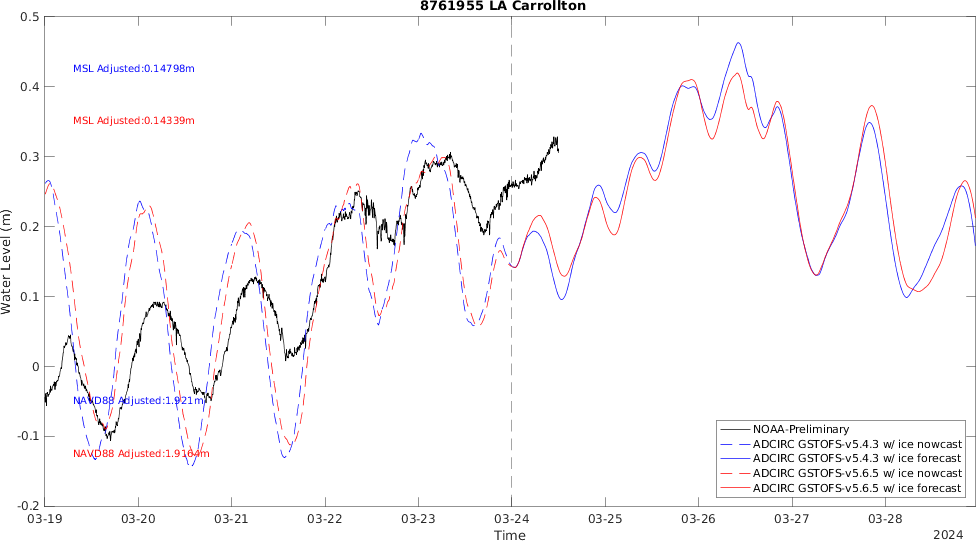 8761955 LA Carrollton
0.5
0.4
0.3
0.2
0.1
0
-0.1
-0.2
Water Level (m)
MSL Adjusted:0.14798m
MSL Adjusted:0.14339m
NAVD88 Adjusted:1.921m
NAVD88 Adjusted:1.9164m
NOAA-Preliminary
ADCIRC GSTOFS-v5.4.3 w/ ice nowcast
ADCIRC GSTOFS-v5.4.3 w/ ice forecast
ADCIRC GSTOFS-v5.6.5 w/ ice nowcast
ADCIRC GSTOFS-v5.6.5 w/ ice forecast
03-19 03-20 03-21 03-22 03-23 03-24 03-25 03-26 03-27 03-28
Time
2024